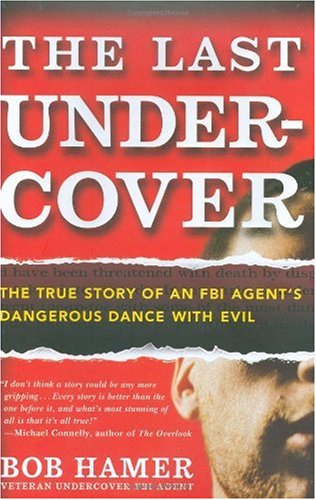 THE LAST
UNDER-
COVER
I have been threatened with death by disg
THE TRUE STORY OF AN FBI AGENT'S
DANGEROUS DANCE WITH EVIL
"I don't think a story could be any more
gripping . . . Every story is better than the
one before it, and what's most stunning of
all is that it's all true!"
—Michael Connelly, author of The Overlook
BOB HAMER
VETERAN UNDERCOVER FBI AGENT